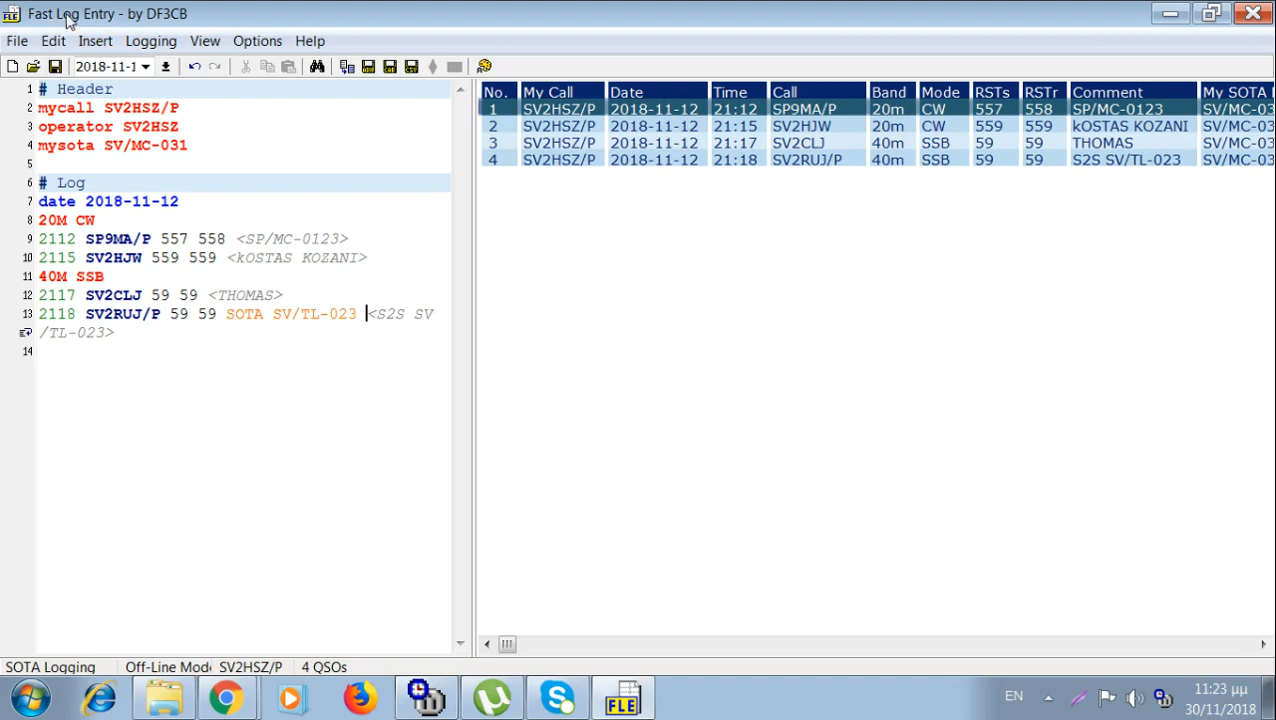 Fast Log Entry - by DF3CB
File Edit Insert Logging View Options Help
2018-11-1
1 # Header
2 mycall SV2HSZ/P
3 operator SV2HSZ
4 mysota SV/MC-031
5
6 # Log
7 date 2018-11-12
8 20M CW
9 2112 SP9MA/P 557 558 <SP/MC-0123>
10 2115 SV2HJW 559 559 <kOSTAS KOZANI>
11 40M SSB
12 2117 SV2CLJ 59 59 <THOMAS>
13 2118 SV2RUJ/P 59 59 SOTA SV/TL-023 <S2S SV
/TL-023>
14
No. My Call Date Time Call Band Mode RSTs RSTr Comment My SOTA
1 SV2HSZ/P 2018-11-12 21:12 SP9MA/P 20m CW 557 558 SP/MC-0123 SV/MC-03
2 SV2HSZ/P 2018-11-12 21:15 SV2HJW 20m CW 559 559 kOSTAS KOZANI SV/MC-03
3 SV2HSZ/P 2018-11-12 21:17 SV2CLJ 40m SSB 59 59 THOMAS SV/MC-03
4 SV2HSZ/P 2018-11-12 21:18 SV2RUJ/P 40m SSB 59 59 S2S SV/TL-023 SV/MC-03
SOTA Logging Off-Line Mode SV2HSZ/P 4 QSOs
FLE
EN
11:23 μμ
30/11/2018